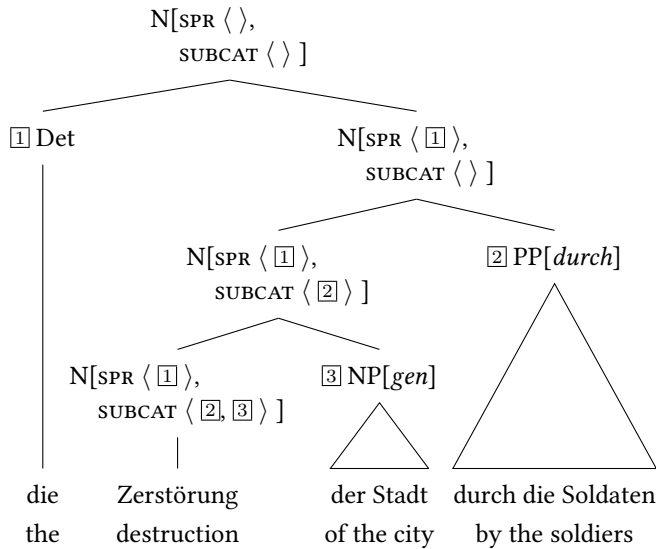 N[SPR ⟨ ⟩,
SUBCAT ⟨ ⟩ ]
1 Det
N[SPR ⟨ 1 ⟩,
SUBCAT ⟨ ⟩ ]
N[SPR ⟨ 1 ⟩,
SUBCAT ⟨ 2 ⟩ ]
2 PP[durch]
N[SPR ⟨ 1 ⟩,
SUBCAT ⟨ 2, 3 ⟩ ]
3 NP[gen]
die Zerstörung der Stadt durch die Soldaten
the destruction of the city by the soldiers